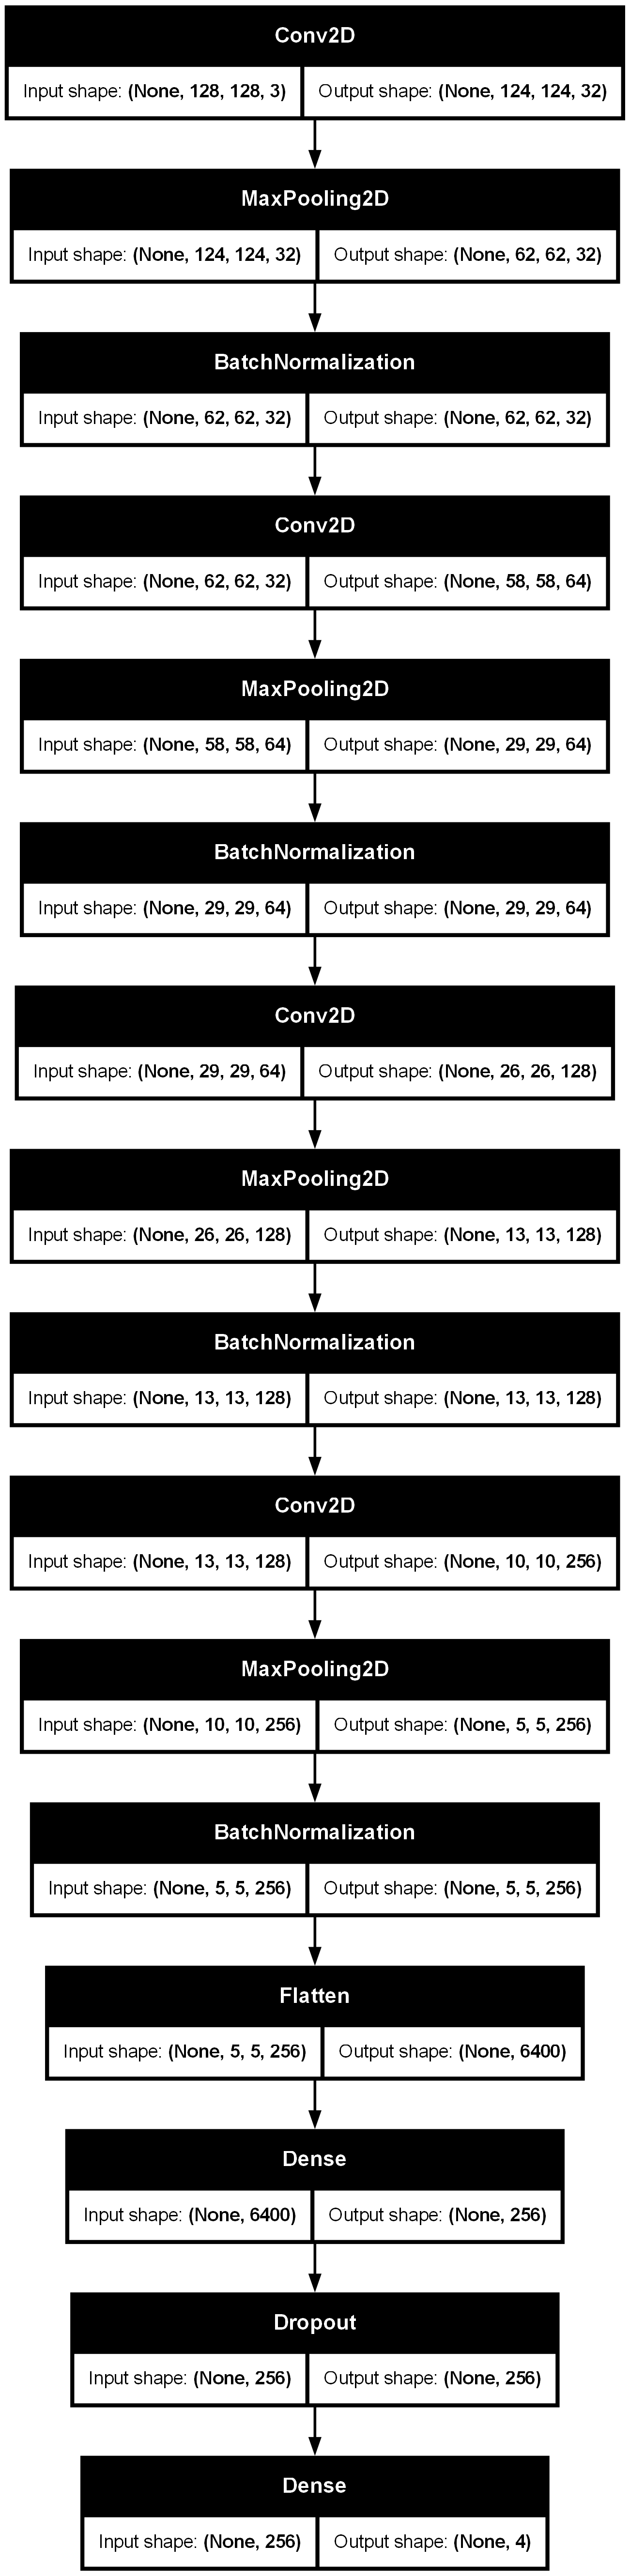 Conv2D
Input shape: (None, 128, 128, 3) Output shape: (None, 124, 124, 32)
MaxPooling2D
Input shape: (None, 124, 124, 32) Output shape: (None, 62, 62, 32)
BatchNormalization
Input shape: (None, 62, 62, 32) Output shape: (None, 62, 62, 32)
Conv2D
Input shape: (None, 62, 62, 32) Output shape: (None, 58, 58, 64)
MaxPooling2D
Input shape: (None, 58, 58, 64) Output shape: (None, 29, 29, 64)
BatchNormalization
Input shape: (None, 29, 29, 64) Output shape: (None, 29, 29, 64)
Conv2D
Input shape: (None, 29, 29, 64) Output shape: (None, 26, 26, 128)
MaxPooling2D
Input shape: (None, 26, 26, 128) Output shape: (None, 13, 13, 128)
BatchNormalization
Input shape: (None, 13, 13, 128) Output shape: (None, 13, 13, 128)
Conv2D
Input shape: (None, 13, 13, 128) Output shape: (None, 10, 10, 256)
MaxPooling2D
Input shape: (None, 10, 10, 256) Output shape: (None, 5, 5, 256)
BatchNormalization
Input shape: (None, 5, 5, 256) Output shape: (None, 5, 5, 256)
Flatten
Input shape: (None, 5, 5, 256) Output shape: (None, 6400)
Dense
Input shape: (None, 6400) Output shape: (None, 256)
Dropout
Input shape: (None, 256) Output shape: (None, 256)
Dense
Input shape: (None, 256) Output shape: (None, 4)